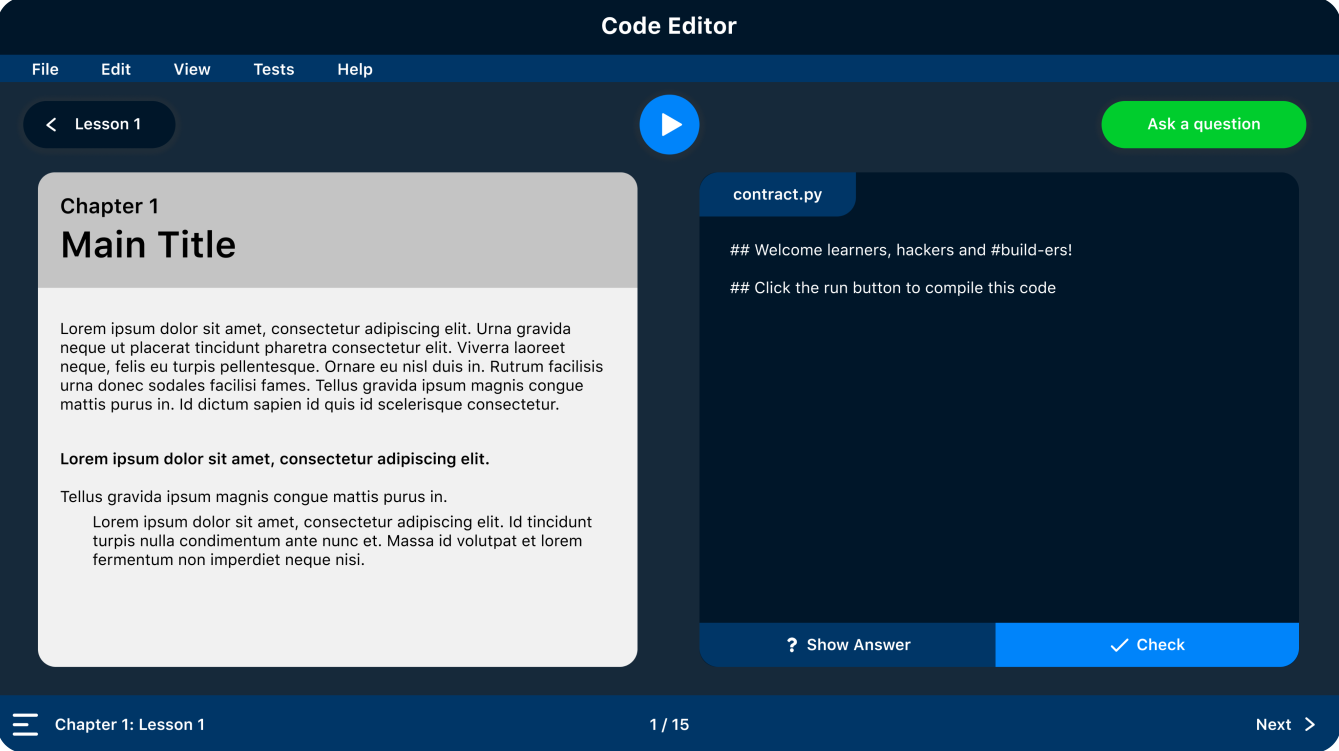 Code Editor
File Edit View Tests Help
Lesson 1
Ask a question
Chapter 1
Main Title
Lorem ipsum dolor sit amet, consectetur adipiscing elit. Urna gravida
neque ut placerat tincidunt pharetra consectetur elit. Viverra laoreet
neque, felis eu turpis pellentesque. Ornare eu nisl duis in. Rutrum facilisis
urna donec sodales facilisi fames. Tellus gravida ipsum magnis congue
mattis purus in. Id dictum sapien id quis id scelerisque consectetur.
Lorem ipsum dolor sit amet, consectetur adipiscing elit.
Tellus gravida ipsum magnis congue mattis purus in.
Lorem ipsum dolor sit amet, consectetur adipiscing elit. Id tincidunt
turpis nulla condimentum ante nunc et. Massa id volutpat et lorem
fermentum non imperdiet neque nisi.
contract.py
## Welcome learners, hackers and #build-ers!
## Click the run button to compile this code
? Show Answer
Check
Chapter 1: Lesson 1
1 / 15
Next